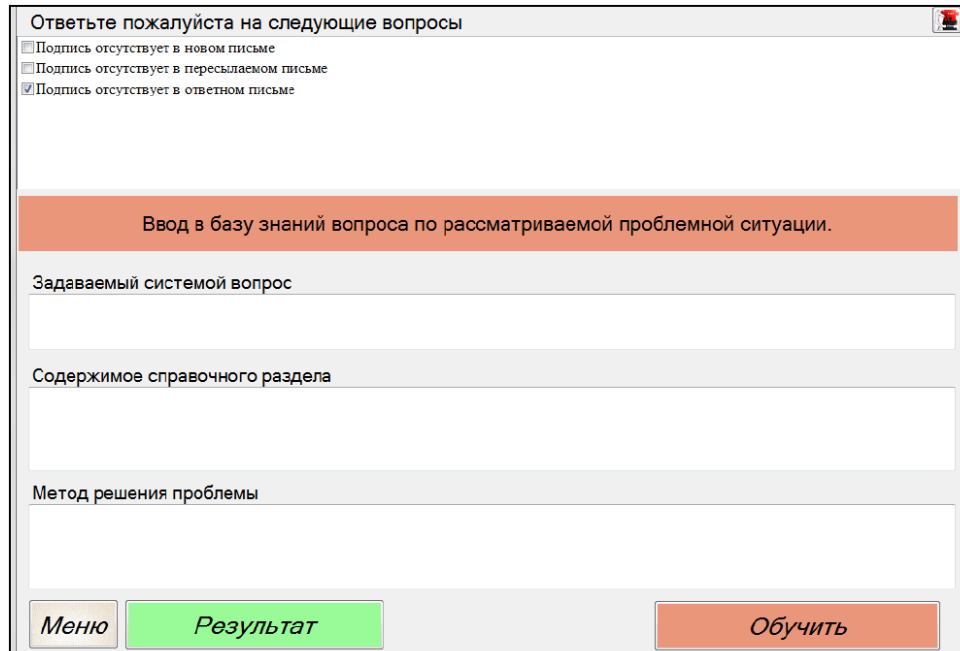 Ответьте пожалуйста на следующие вопросы
Подпись отсутствует в новом письме
Подпись отсутствует в пересылаемом письме
Подпись отсутствует в ответном письме
Ввод в базу знаний вопроса по рассматриваемой проблемной ситуации.
Задаваемый системой вопрос
Содержимое справочного раздела
Метод решения проблемы
Меню
Результат
Обучить